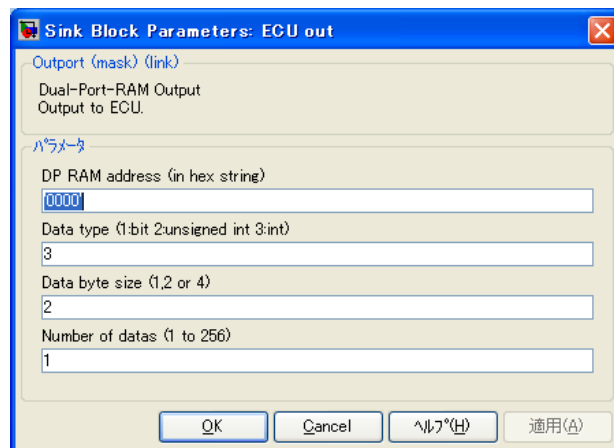 Sink Block Parameters: ECU out
Outport (mask) (link)
Dual-Port-RAM Output
Output to ECU.
パラメータ
DP RAM address (in hex string)
'0000'
Data type (1:bit 2:unsigned int 3:int)
3
Data byte size (1,2 or 4)
2
Number of datas (1 to 256)
1
OK
Cancel
ヘルプ(H)
適用(A)